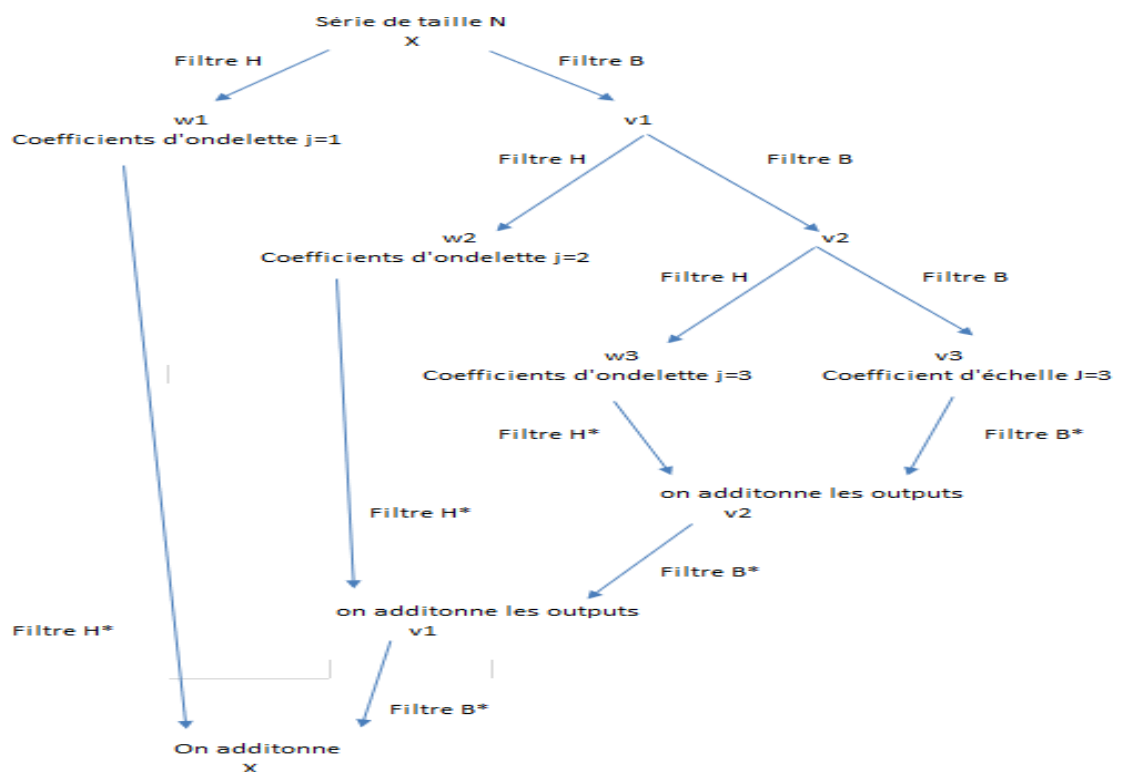 Série de taille N
X
Filtre H
Filtre B
w1
Coefficients d'ondelette j=1
v1
Filtre H
Filtre B
w2
Coefficients d'ondelette j=2
v2
Filtre H
Filtre B
w3
Coefficients d'ondelette j=3
v3
Coefficient d'échelle J=3
Filtre H*
Filtre B*
on additonne les outputs
v2
Filtre H*
Filtre B*
on additonne les outputs
v1
Filtre H*
Filtre B*
On additonne
X